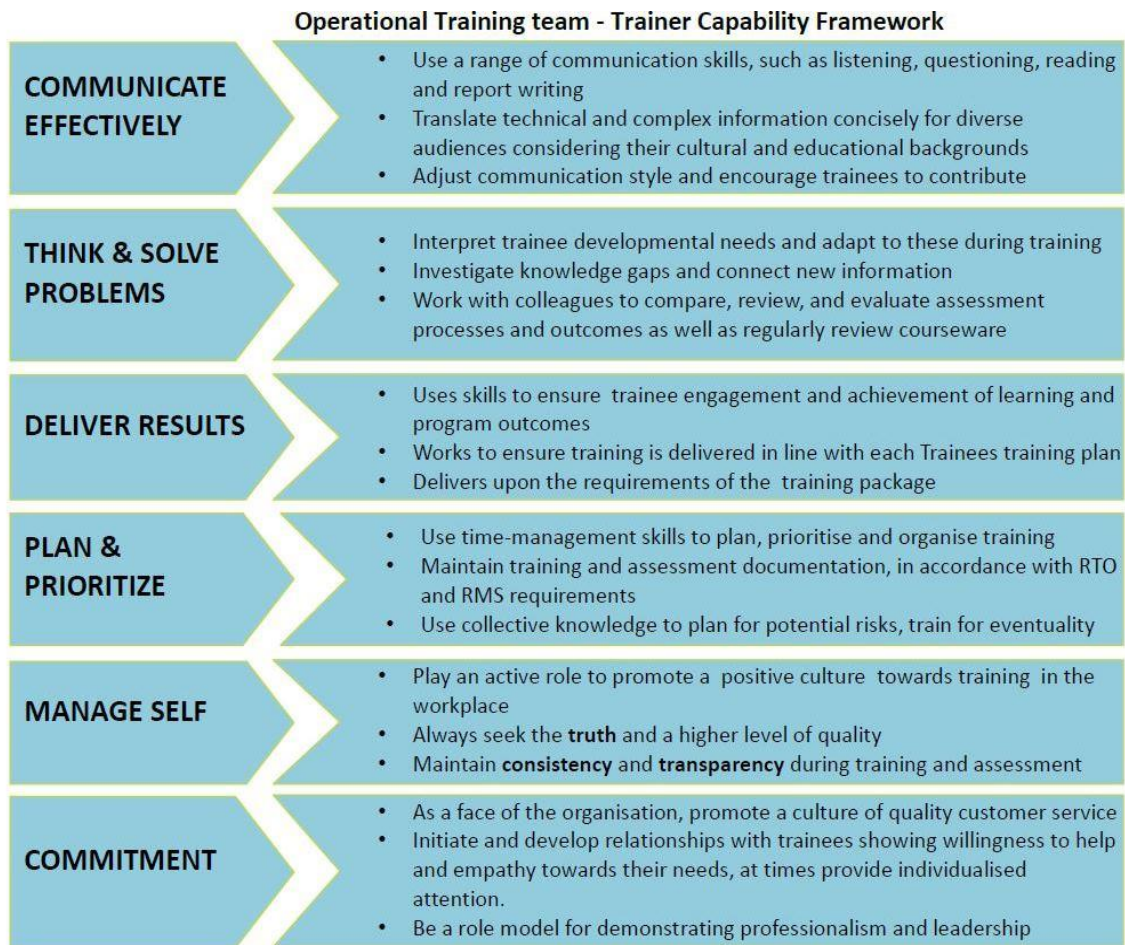 Operational Training team - Trainer Capability Framework
COMMUNICATE
EFFECTIVELY
• Use a range of communication skills, such as listening, questioning, reading
and report writing
• Translate technical and complex information concisely for diverse
audiences considering their cultural and educational backgrounds
• Adjust communication style and encourage trainees to contribute
THINK & SOLVE
PROBLEMS
• Interpret trainee developmental needs and adapt to these during training
• Investigate knowledge gaps and connect new information
• Work with colleagues to compare, review, and evaluate assessment
processes and outcomes as well as regularly review courseware
DELIVER RESULTS
• Uses skills to ensure trainee engagement and achievement of learning and
program outcomes
• Works to ensure training is delivered in line with each Trainees training plan
• Delivers upon the requirements of the training package
PLAN &
PRIORITIZE
• Use time-management skills to plan, prioritise and organise training
• Maintain training and assessment documentation, in accordance with RTO
and RMS requirements
• Use collective knowledge to plan for potential risks, train for eventuality
MANAGE SELF
• Play an active role to promote a positive culture towards training in the
workplace
• Always seek the truth and a higher level of quality
• Maintain consistency and transparency during training and assessment
COMMITMENT
• As a face of the organisation, promote a culture of quality customer service
• Initiate and develop relationships with trainees showing willingness to help
and empathy towards their needs, at times provide individualised
attention.
• Be a role model for demonstrating professionalism and leadership